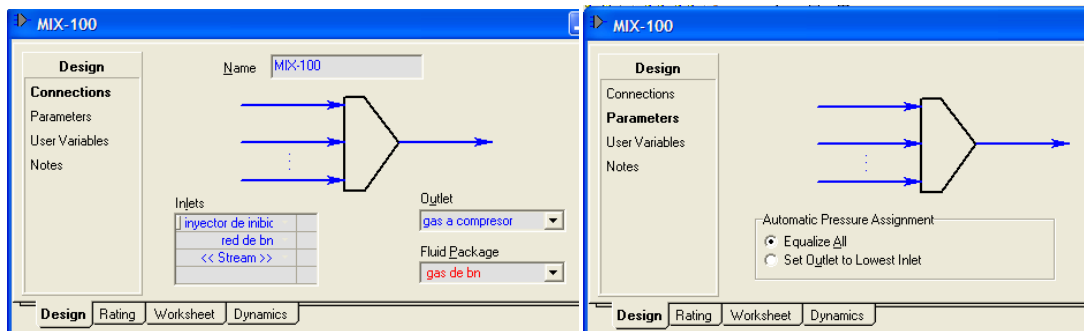 MIX-100
Design
Connections
Parameters
User Variables
Notes
Name MIX-100
Inlets
inyector de inibic
red de bn
<< Stream >>
Outlet
gas a compresor
Fluid Package
gas de bn
Design Rating Worksheet Dynamics
MIX-100
Design
Connections
Parameters
User Variables
Notes
Automatic Pressure Assignment
Equalize All
Set Outlet to Lowest Inlet
Design Rating Worksheet Dynamics